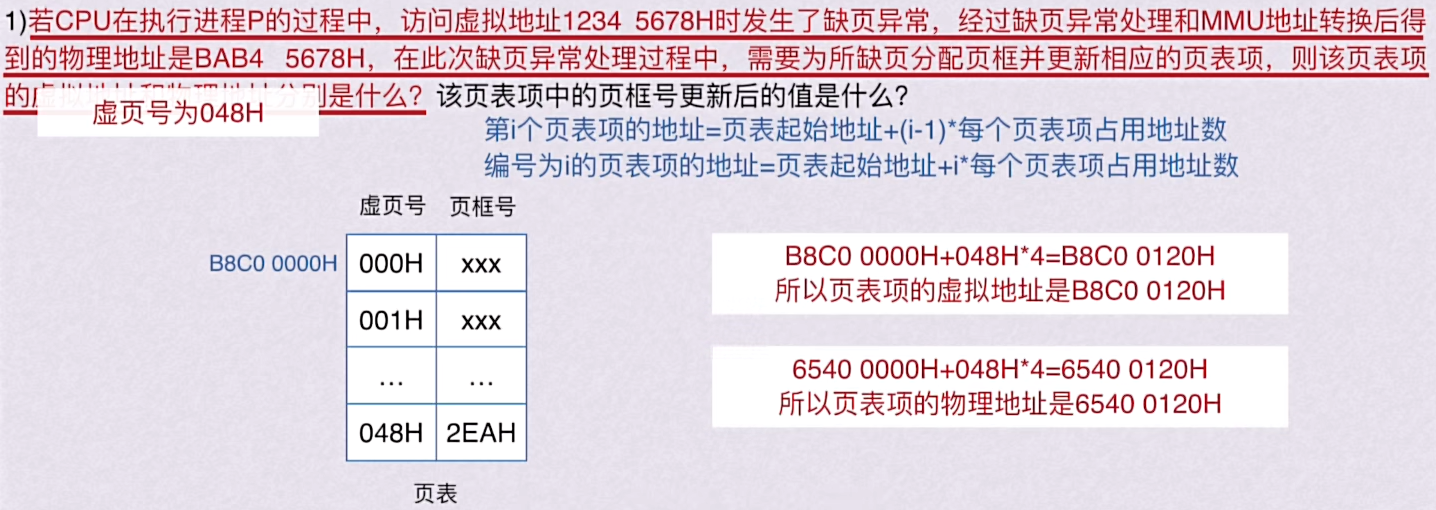 1)若CPU在执行进程P的过程中，访问虚拟地址1234 5678H时发生了缺页异常，经过缺页异常处理和MMU地址转换后得
到的物理地址是BAB4 5678H，在此次缺页异常处理过程中，需要为所缺页分配页框并更新相应的页表项，则该页表项
的虚拟地址和物理地址分别是什么？该页表项中的页框号更新后的值是什么？
虚页号为048H
第i个页表项的地址=页表起始地址+(i-1)*每个页表项占用地址数
编号为i的页表项的地址=页表起始地址+i*每个页表项占用地址数
虚页号 页框号
B8C0 0000H 000H xxx
001H xxx
... ...
048H 2EAH
页表
B8C0 0000H+048H*4=B8C0 0120H
所以页表项的虚拟地址是B8C0 0120H
6540 0000H+048H*4=6540 0120H
所以页表项的物理地址是6540 0120H